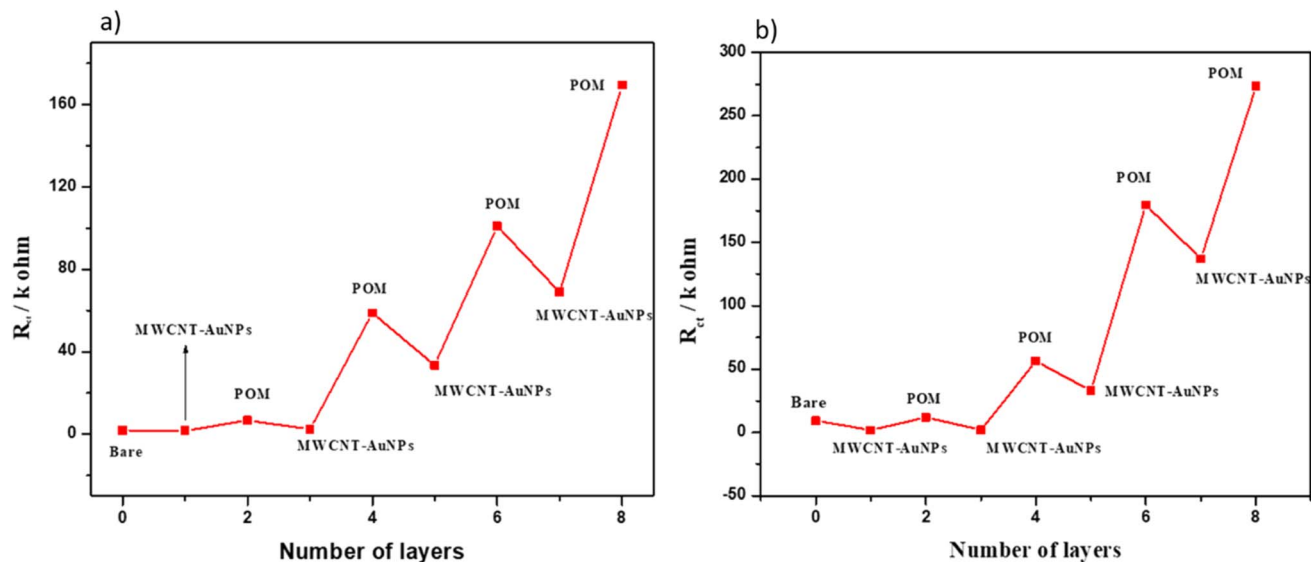 a)
R_ct / k ohm
160
120
80
40
0
Bare
MWCNT-AuNPs
POM
MWCNT-AuNPs
POM
MWCNT-AuNPs
POM
MWCNT-AuNPs
POM
0
2
4
6
8
Number of layers
b)
R_ct / k ohm
300
250
200
150
100
50
0
-50
Bare
MWCNT-AuNPs
POM
MWCNT-AuNPs
POM
MWCNT-AuNPs
POM
MWCNT-AuNPs
POM
0
2
4
6
8
Number of layers